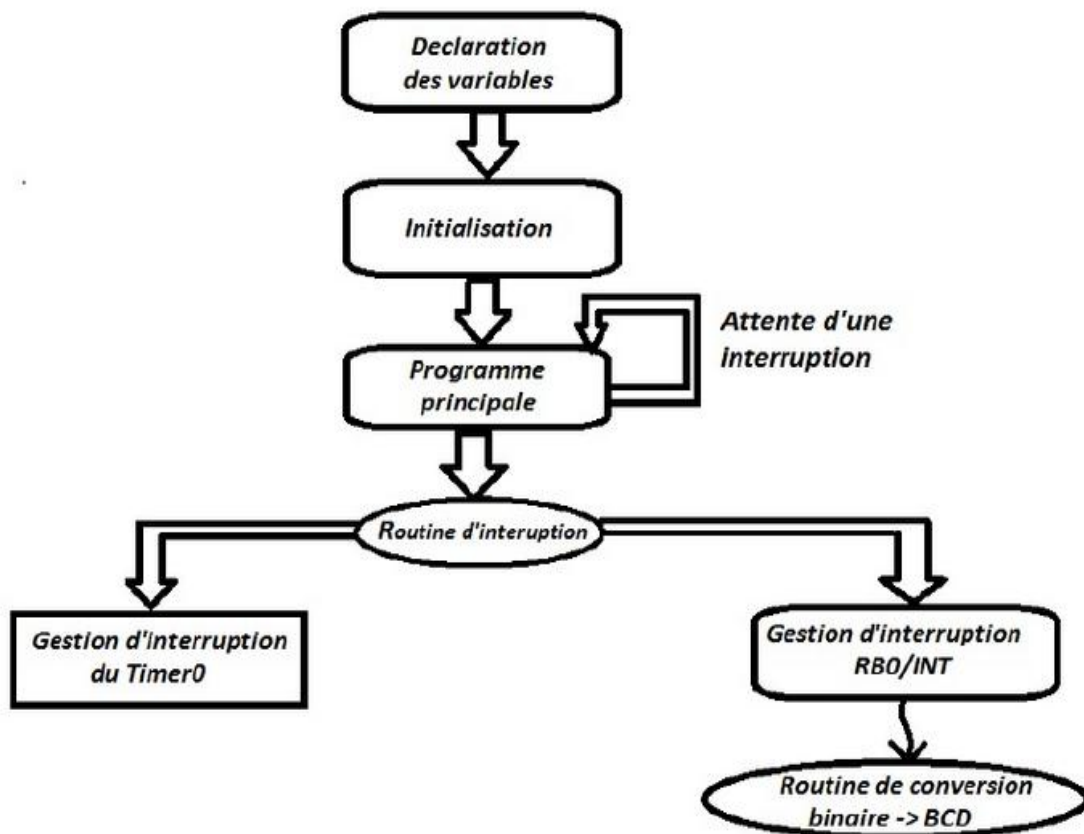 Declaration
des variables
Initialisation
Attente d'une
interruption
Programme
principale
Routine d'interuption
Gestion d'interruption
du Timer0
Gestion d'interruption
RB0/INT
Routine de conversion
binaire -> BCD